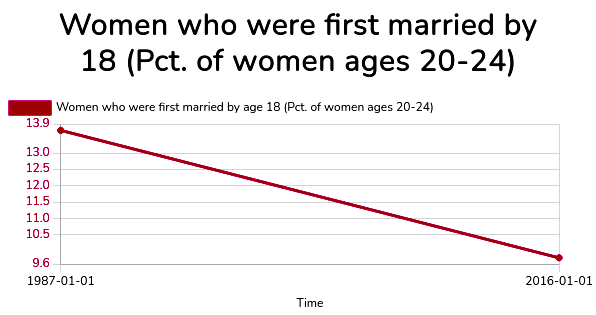 Women who were first married by
18 (Pct. of women ages 20-24)
Women who were first married by age 18 (Pct. of women ages 20-24)
13.9
13.0
12.5
12.0
11.5
11.0
10.5
9.6
1987-01-01 2016-01-01
Time